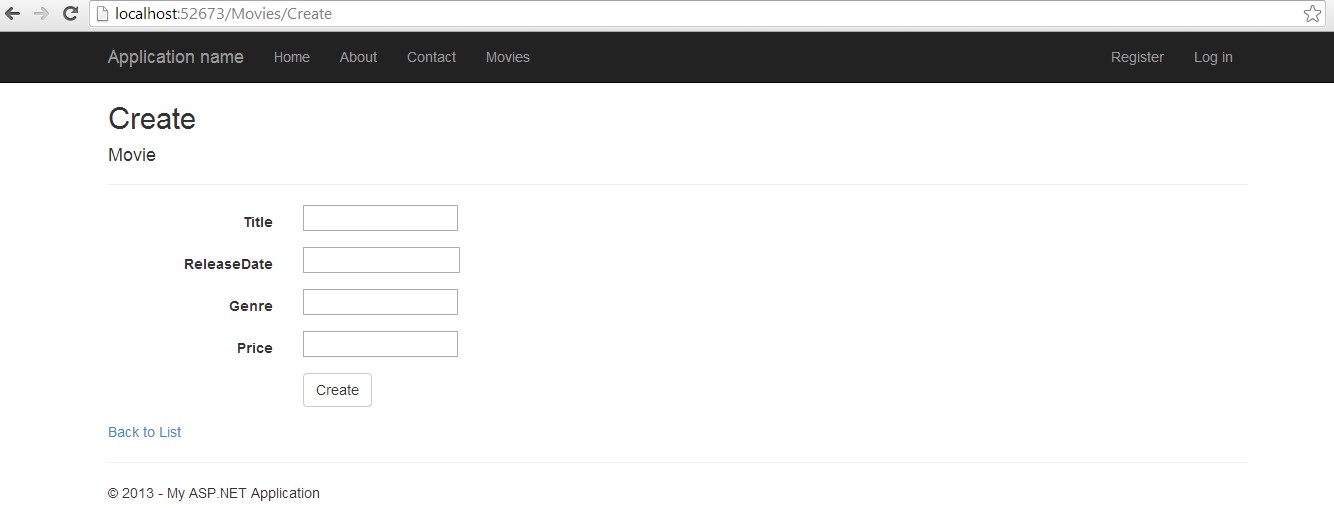 localhost:52673/Movies/Create
Application name Home About Contact Movies Register Log in
Create
Movie
Title
ReleaseDate
Genre
Price
Create
Back to List
© 2013 - My ASP.NET Application